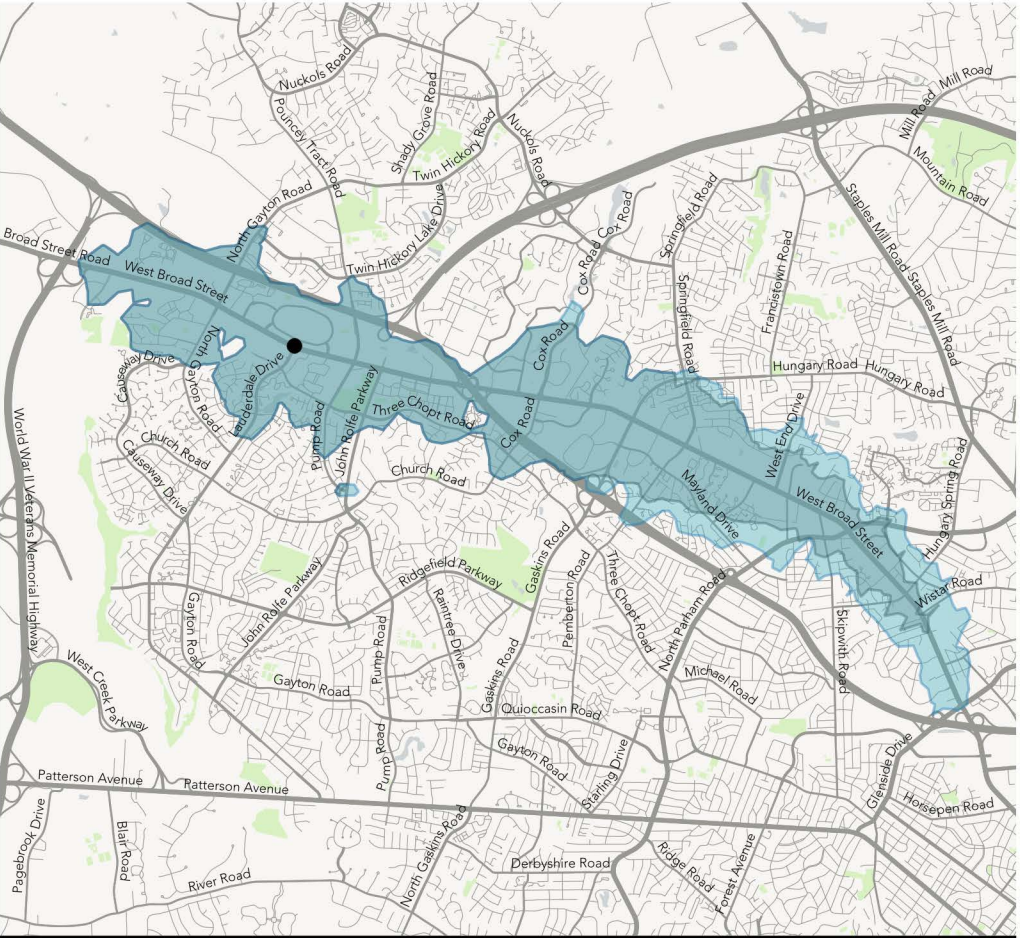 Nuckols Road
Mill Road
Mill Road
Pouncey Tract Road
Shady Grove Road
Nuckols Road
Twin Hickory Road
Mountain Road
North Gayton Road
Twin Hickory Lake Drive
Cox Road
Springfield Road
Staples Mill Road
Staples Mill Road
Broad Street Road
West Broad Street
Twin Hickory Lake Drive
Cox Road
Francistown Road
Springfield Road
Causeway Drive
North Gayton Road
Lauderdale Drive
Cox Road
Hungary Road
Hungary Road
John Rolfe Parkway
Three Chopt Road
Cox Road
Pump Road
West End Drive
World War II Veterans Memorial Highway
Church Road
Causeway Drive
Church Road
Mayland Drive
West Broad Street
Hungary Spring Road
Gaskins Road
Ridgefield Parkway
Three Chopt Road
Pemberton Road
North Parham Road
Wistar Road
John Rolfe Parkway
Gayton Road
Raintree Drive
Pump Road
Skipwith Road
West Creek Parkway
Gayton Road
Gaskins Road
Michael Road
Quioccasin Road
Pump Road
Gayton Road
Starling Drive
Glenside Drive
Patterson Avenue
Patterson Avenue
Horsepen Road
Pagebrook Drive
Blair Road
North Gaskins Road
River Road
Derbyshire Road
Ridge Road
Forest Avenue